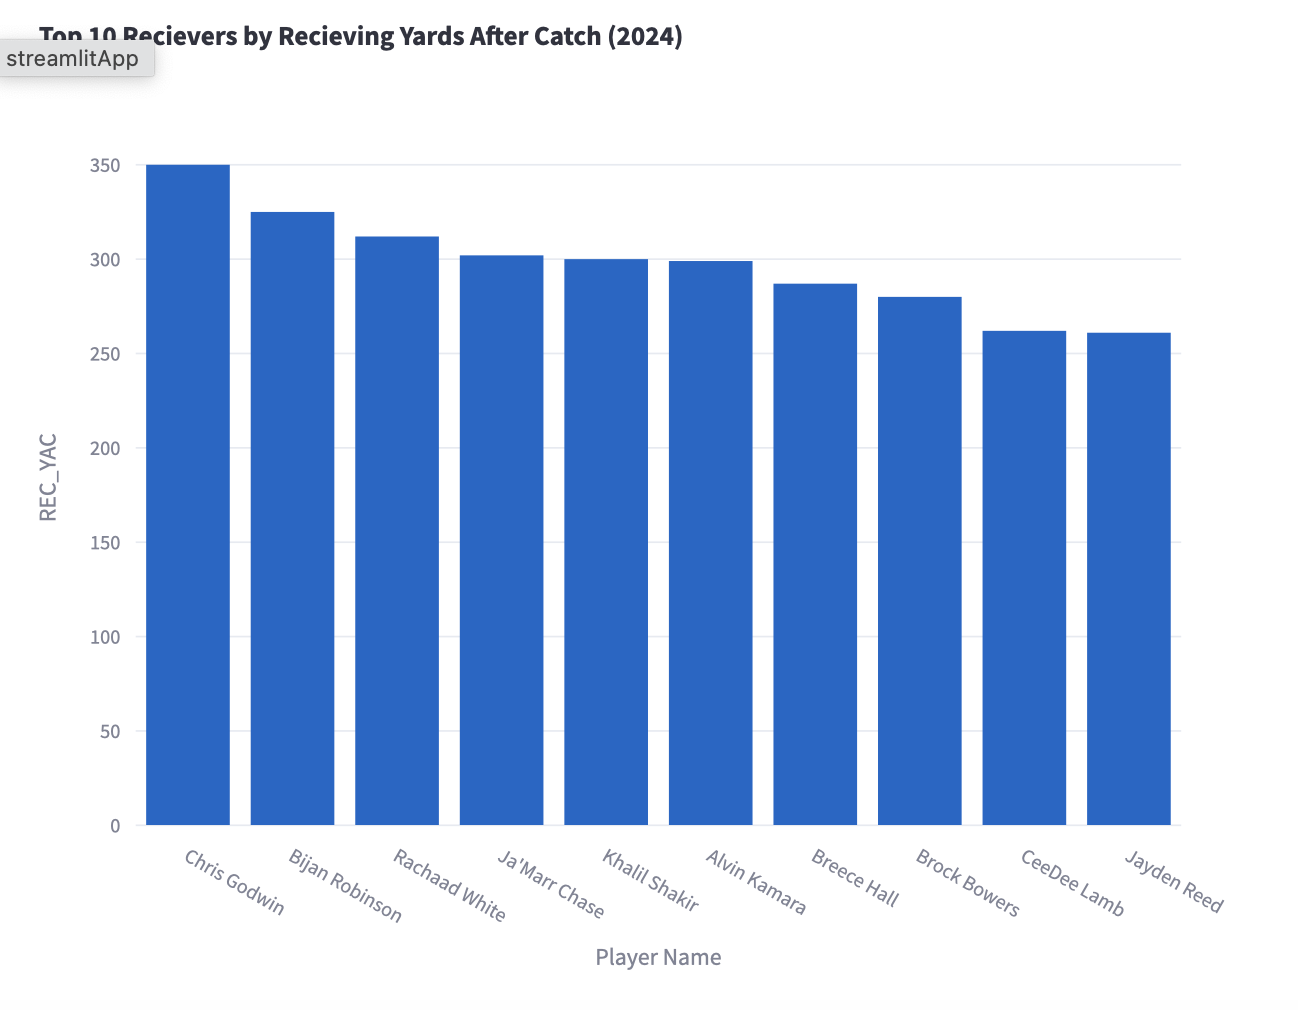 Top 10 Recievers by Recieving Yards After Catch (2024)
streamlitApp
350
300
250
200
150
100
50
0
REC_YAC
Chris Godwin
Bijan Robinson
Rachaad White
Ja'Marr Chase
Khalil Shakir
Alvin Kamara
Breece Hall
Brock Bowers
CeeDee Lamb
Jayden Reed
Player Name